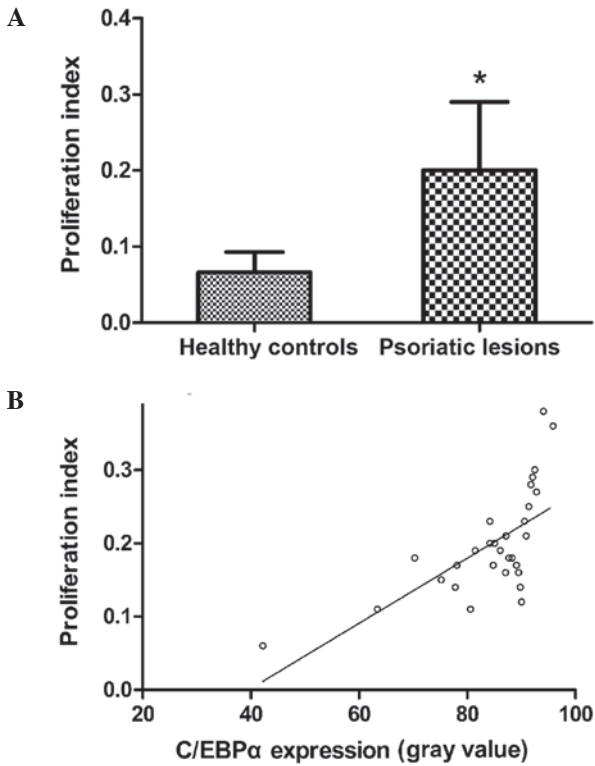 A
Proliferation index
0.4
0.3
0.2
0.1
0.0
*
Healthy controls Psoriatic lesions
B
Proliferation index
0.3
0.2
0.1
0.0
20 40 60 80 100
C/EBPα expression (gray value)